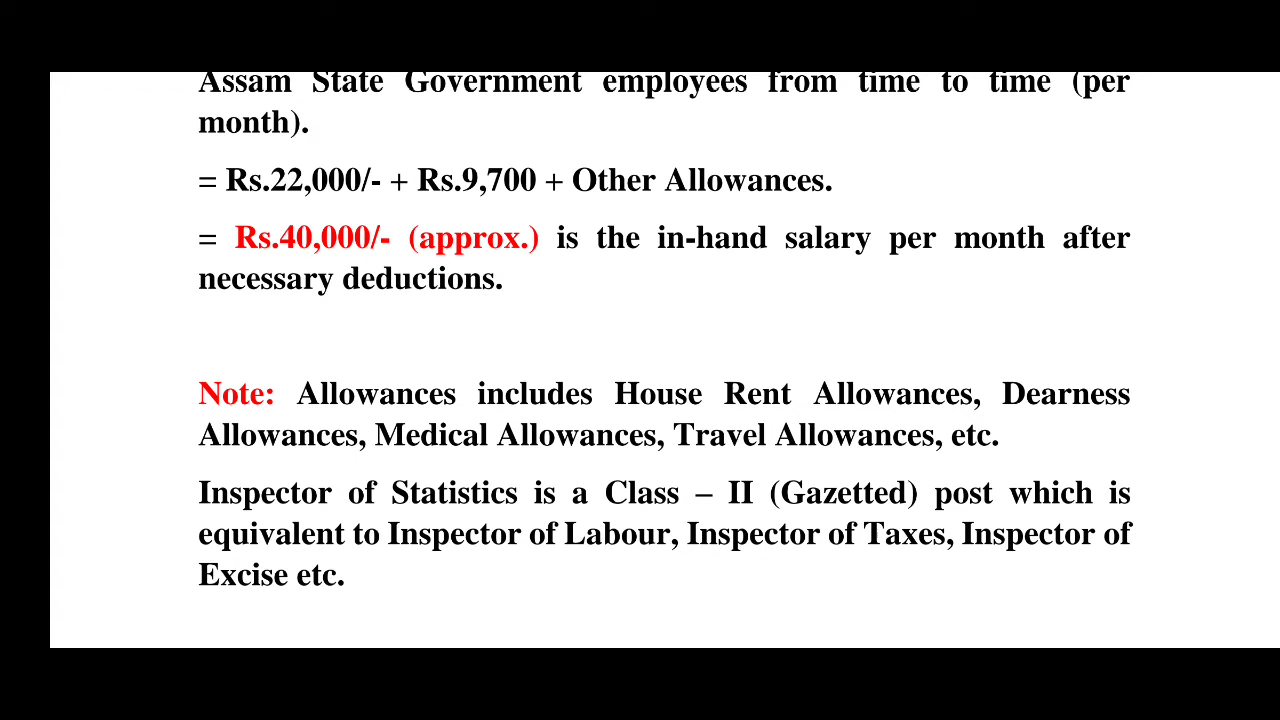 Assam State Government employees from time to time (per
month).
= Rs.22,000/- + Rs.9,700 + Other Allowances.
= Rs.40,000/- (approx.) is the in-hand salary per month after
necessary deductions.
Note: Allowances includes House Rent Allowances, Dearness
Allowances, Medical Allowances, Travel Allowances, etc.
Inspector of Statistics is a Class – II (Gazetted) post which is
equivalent to Inspector of Labour, Inspector of Taxes, Inspector of
Excise etc.